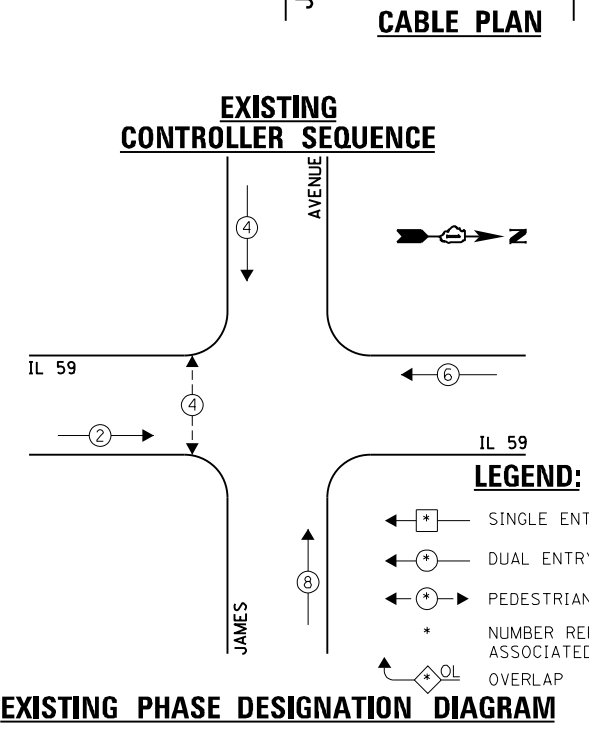 CABLE PLAN
EXISTING
CONTROLLER SEQUENCE
AVENUE
4
N
IL 59
6
4
2
IL 59
LEGEND:
* SINGLE ENT
* DUAL ENTRY
8
* PEDESTRIAN
JAMES
* NUMBER REF
ASSOCIATED
* OL OVERLAP
EXISTING PHASE DESIGNATION DIAGRAM